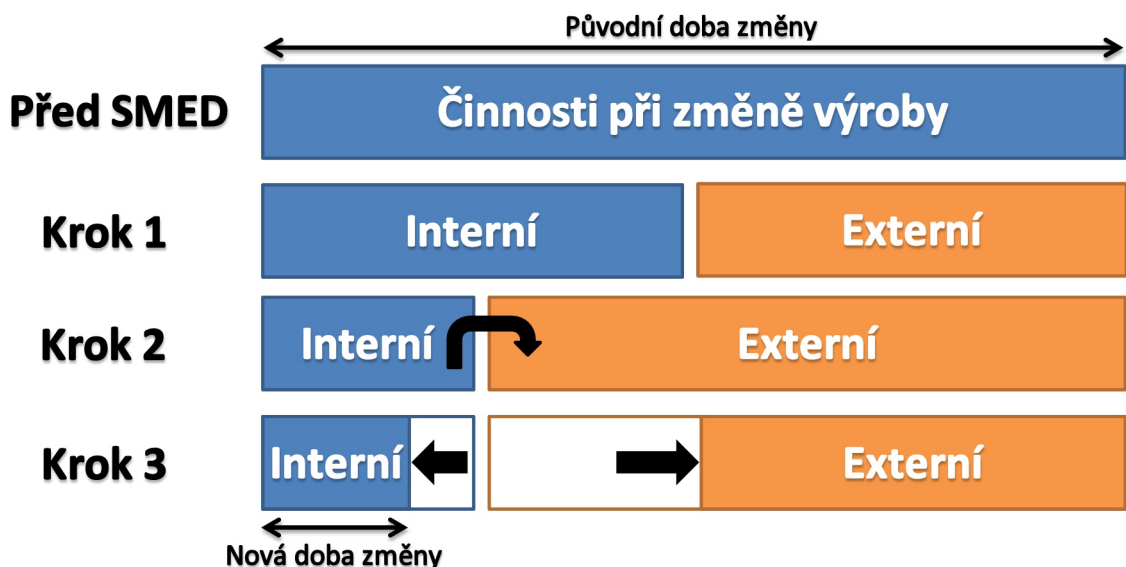 Původní doba změny
Před SMED
Činnosti při změně výroby
Krok 1
Interní
Externí
Krok 2
Interní
Externí
Krok 3
Interní
Externí
Nová doba změny